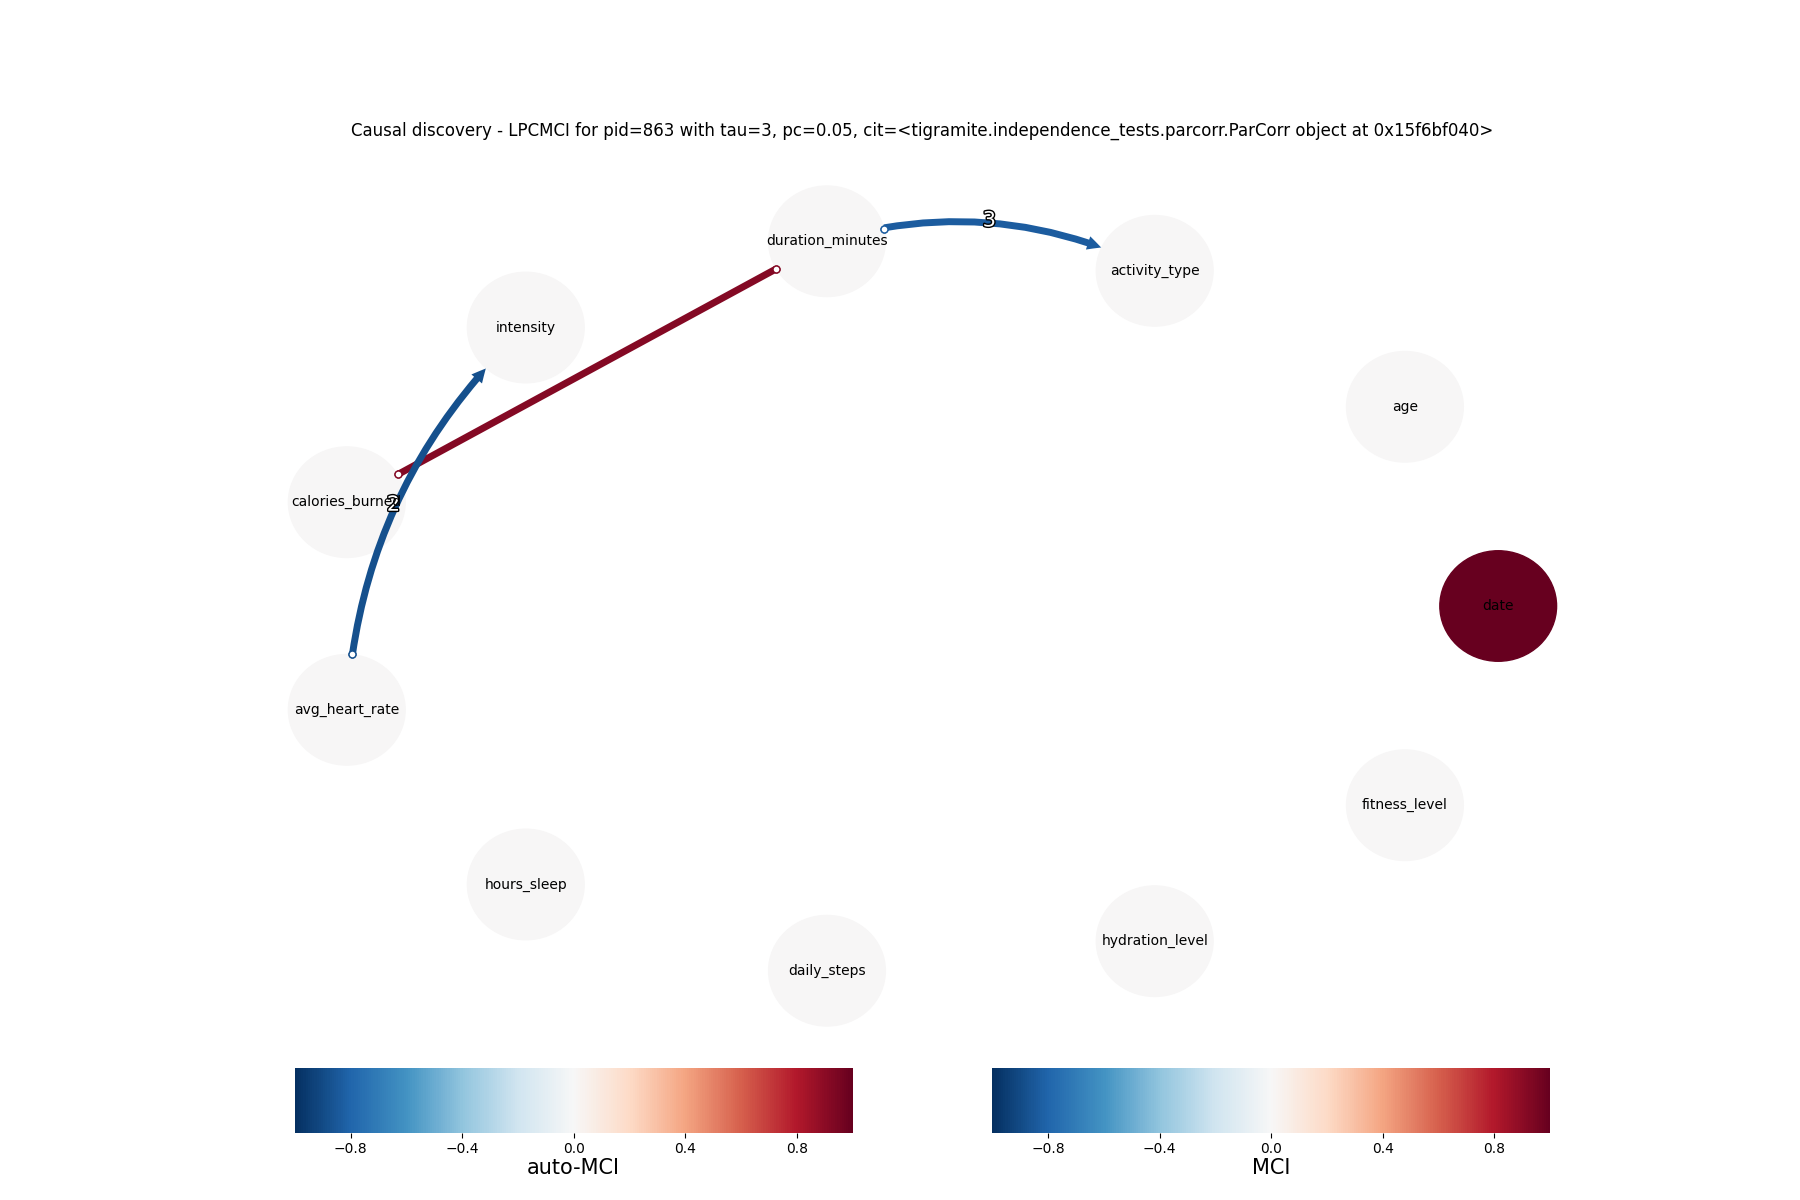 Causal discovery - LPCMCI for pid=863 with tau=3, pc=0.05, cit=<tigramite.independence_tests.parcorr.ParCorr object at 0x15f6bf040>
duration_minutes
3
activity_type
intensity
age
calories_burned
2
date
avg_heart_rate
fitness_level
hours_sleep
hydration_level
daily_steps
−0.8 −0.4 0.0 0.4 0.8
auto-MCI
−0.8 −0.4 0.0 0.4 0.8
MCI